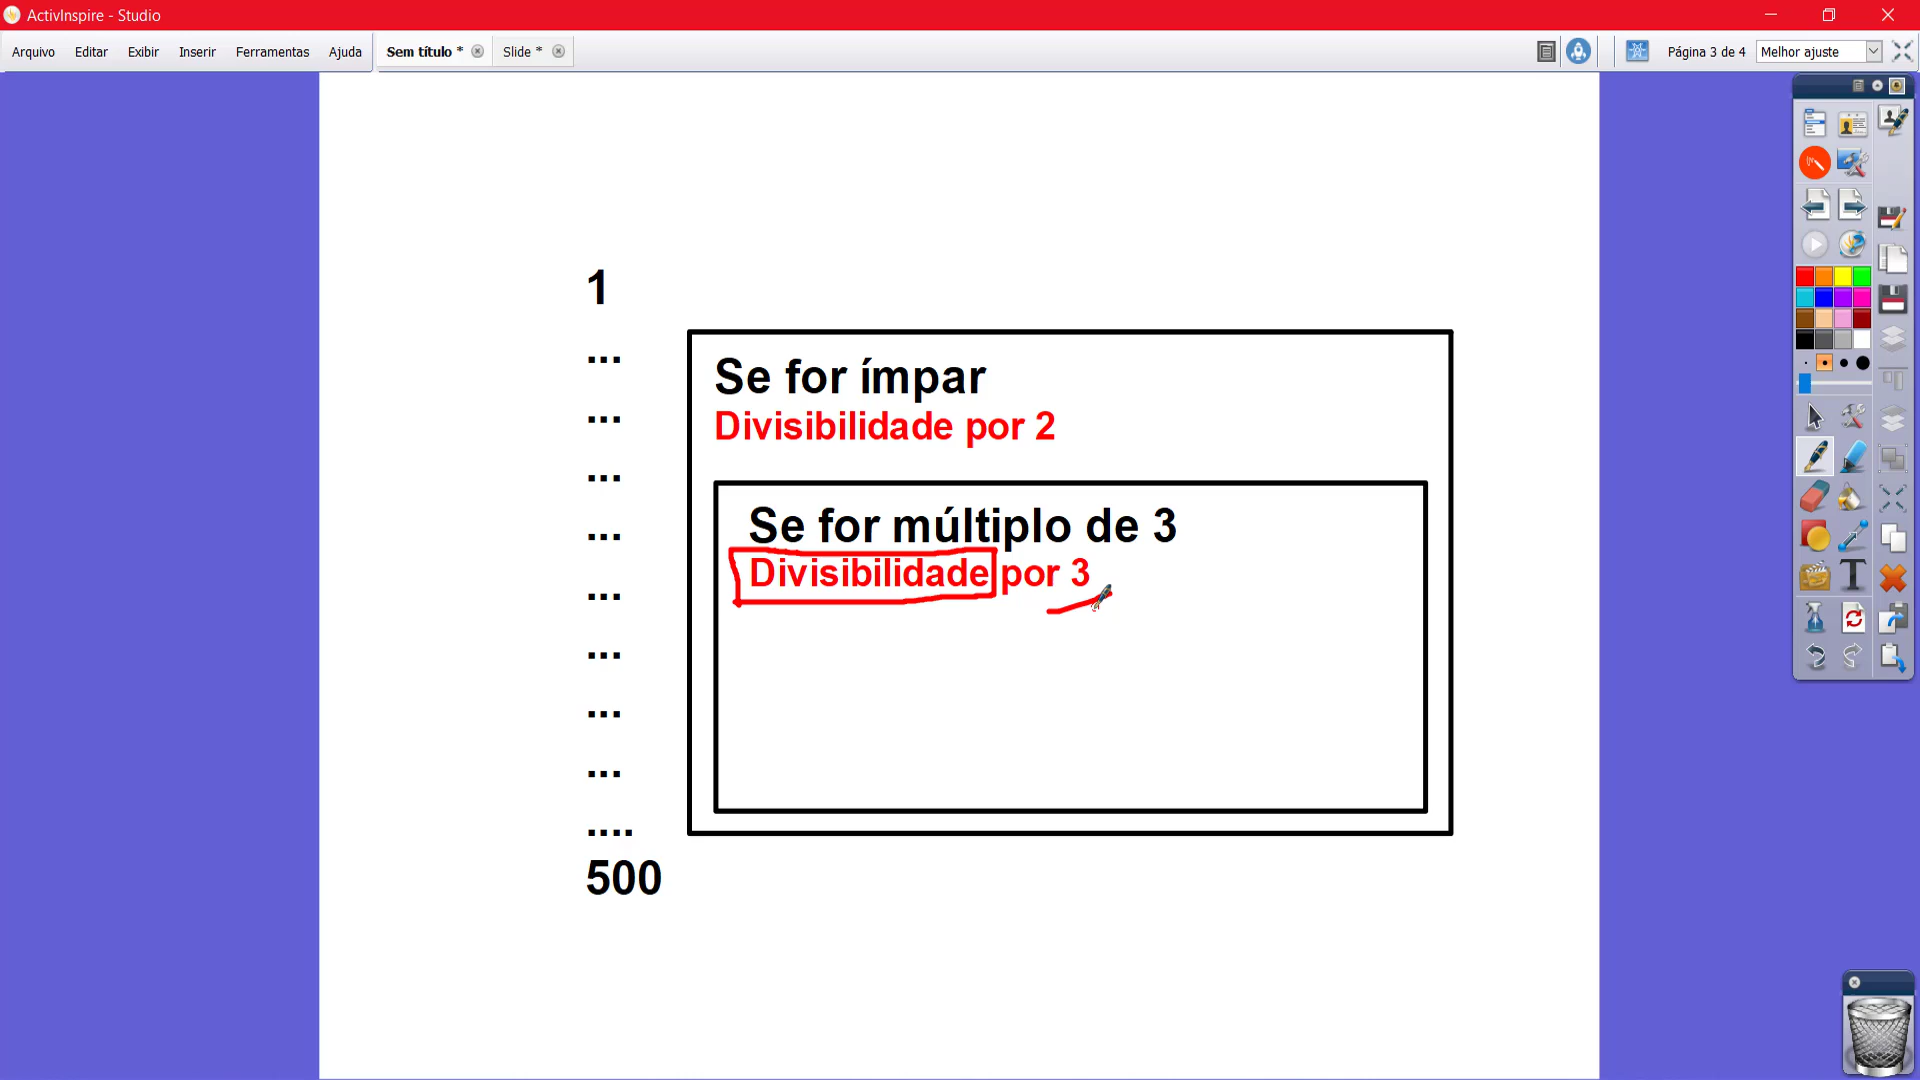 ActivInspire - Studio
Arquivo Editar Exibir Inserir Ferramentas Ajuda Sem título * Slide * Página 3 de 4 Melhor ajuste
1
...
Se for ímpar
...
Divisibilidade por 2
...
Se for múltiplo de 3
...
Divisibilidade por 3
...
...
...
...
....
500
T